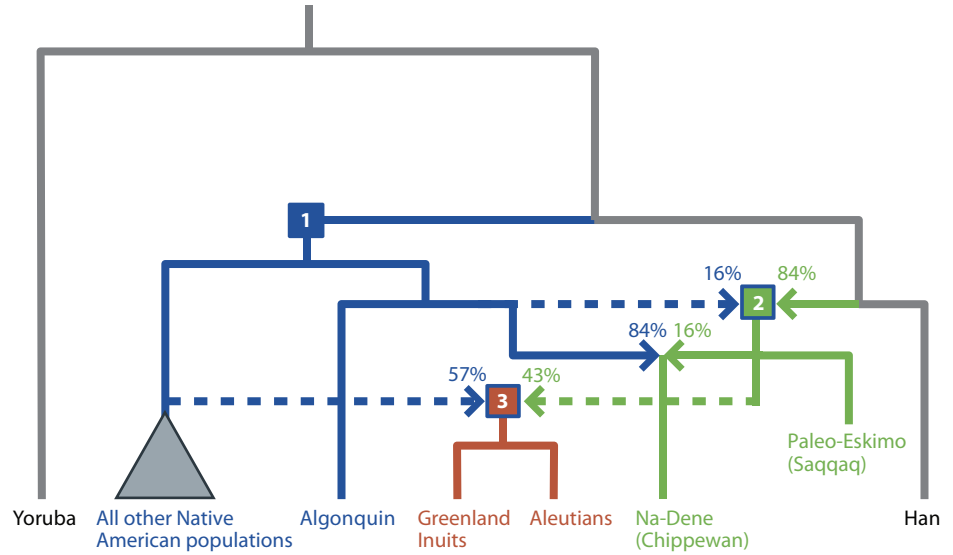 1
16%
84%
2
84%
16%
57%
43%
3
Paleo-Eskimo
(Saqqaq)
Yoruba
All other Native
American populations
Algonquin
Greenland
Inuits
Aleutians
Na-Dene
(Chippewan)
Han